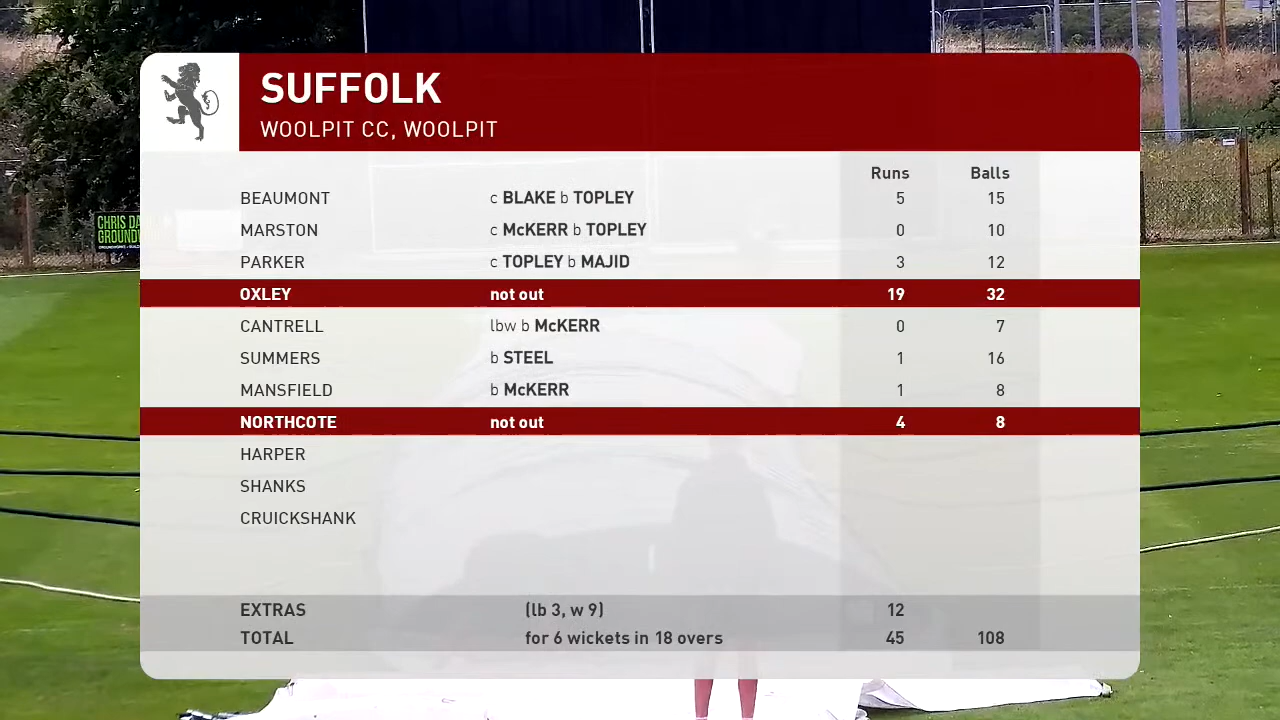 SUFFOLK
WOOLPIT CC, WOOLPIT
Runs Balls
BEAUMONT c BLAKE b TOPLEY 5 15
MARSTON c McKERR b TOPLEY 0 10
PARKER c TOPLEY b MAJID 3 12
OXLEY not out 19 32
CANTRELL lbw b McKERR 0 7
SUMMERS b STEEL 1 16
MANSFIELD b McKERR 1 8
NORTHCOTE not out 4 8
HARPER
SHANKS
CRUICKSHANK
EXTRAS (lb 3, w 9) 12
TOTAL for 6 wickets in 18 overs 45 108
CHRIS